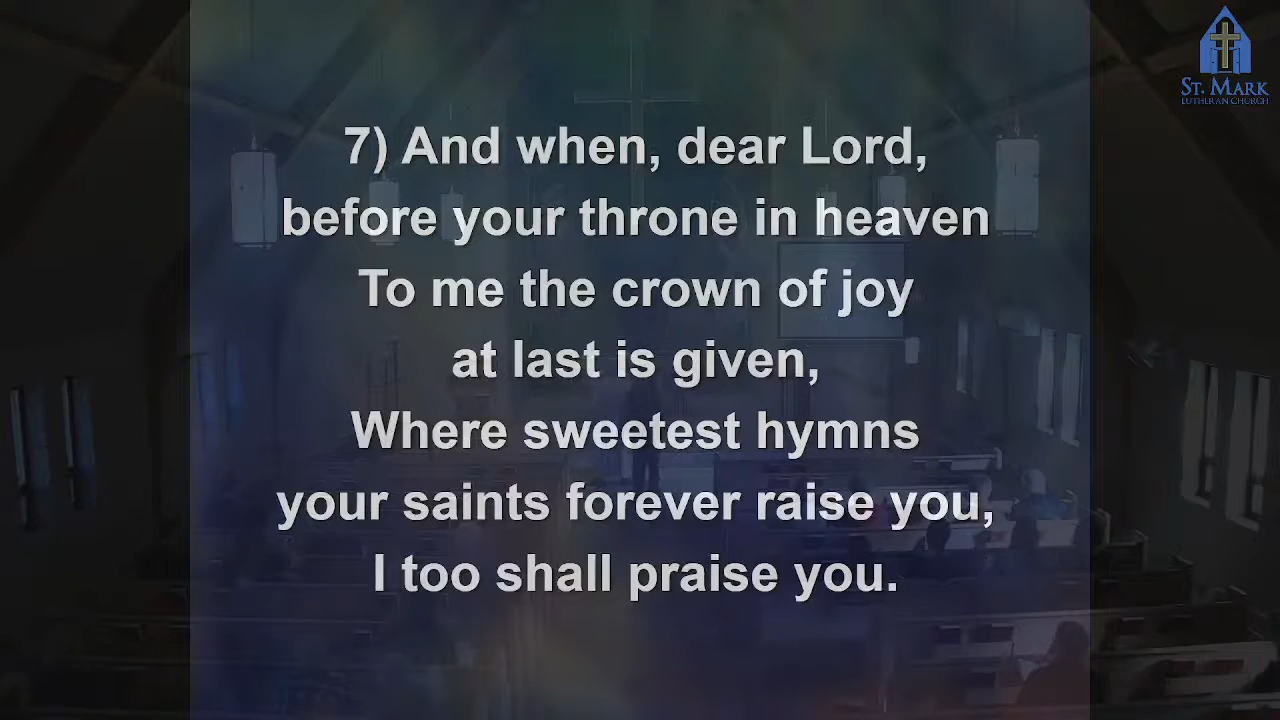 ST. MARK
LUTHERAN CHURCH
7) And when, dear Lord,
before your throne in heaven
To me the crown of joy
at last is given,
Where sweetest hymns
your saints forever raise you,
I too shall praise you.